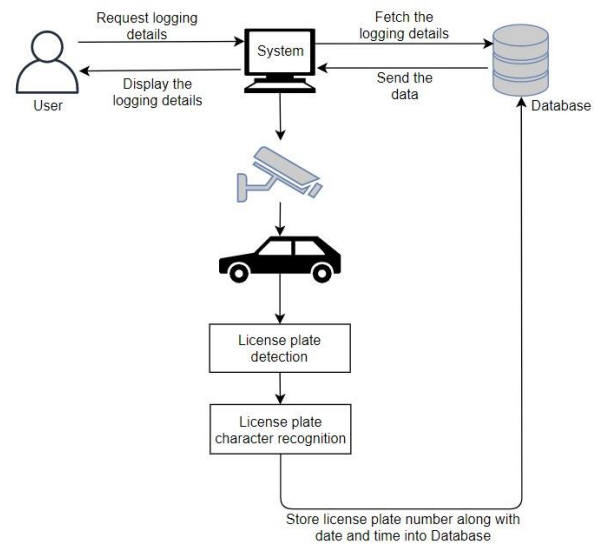 Request logging
details
Fetch the
logging details
System
Display the
logging details
Send the
data
User
Database
License plate
detection
License plate
character recognition
Store license plate number along with
date and time into Database